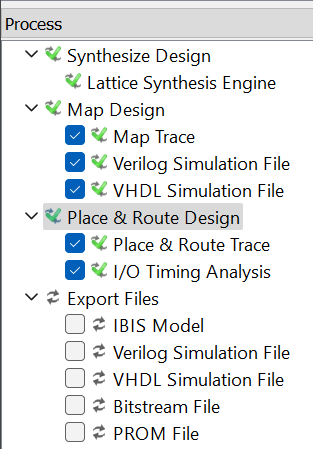 Process
Synthesize Design
Lattice Synthesis Engine
Map Design
Map Trace
Verilog Simulation File
VHDL Simulation File
Place & Route Design
Place & Route Trace
I/O Timing Analysis
Export Files
IBIS Model
Verilog Simulation File
VHDL Simulation File
Bitstream File
PROM File